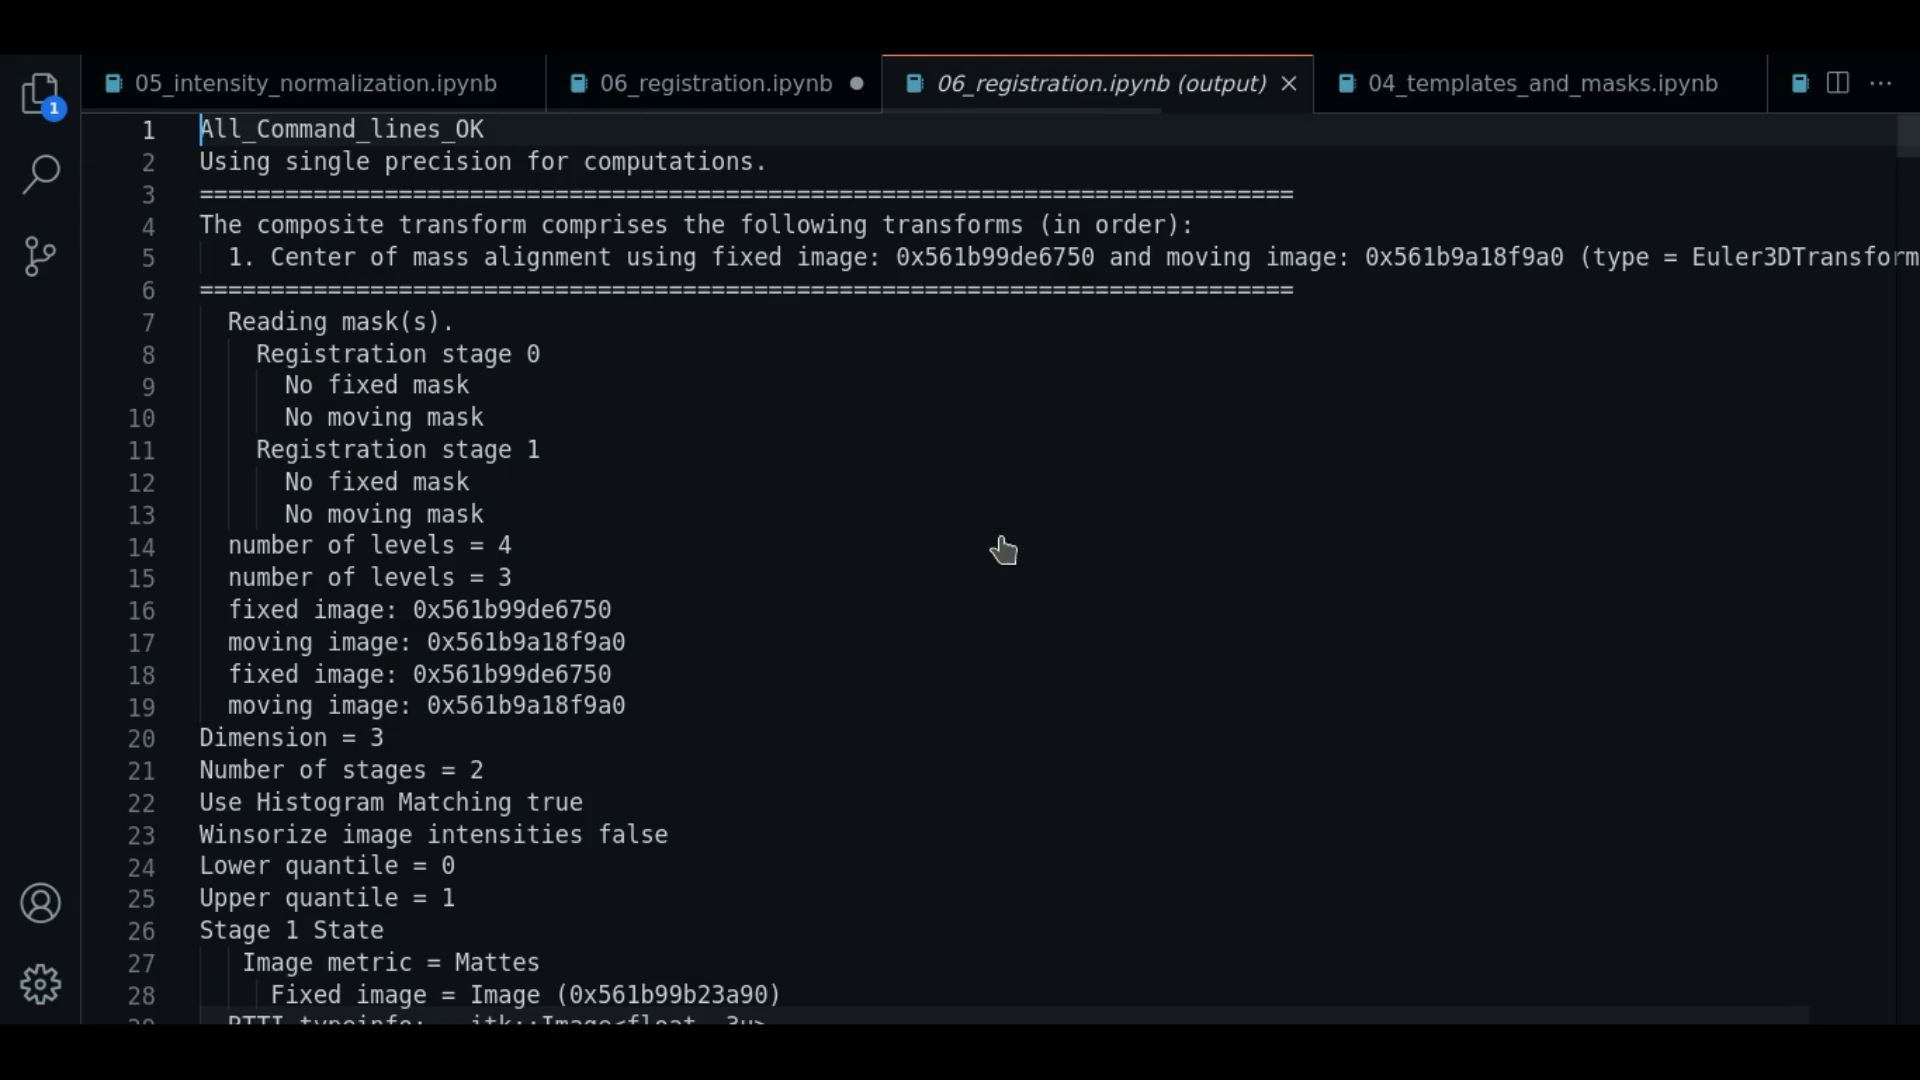 05_intensity_normalization.ipynb
06_registration.ipynb
06_registration.ipynb (output)
04_templates_and_masks.ipynb
1
1 All_Command_lines_OK
2 Using single precision for computations.
3 =============================================================================
4 The composite transform comprises the following transforms (in order):
5 1. Center of mass alignment using fixed image: 0x561b99de6750 and moving image: 0x561b9a18f9a0 (type = Euler3DTransform
6 =============================================================================
7 Reading mask(s).
8 Registration stage 0
9 No fixed mask
10 No moving mask
11 Registration stage 1
12 No fixed mask
13 No moving mask
14 number of levels = 4
15 number of levels = 3
16 fixed image: 0x561b99de6750
17 moving image: 0x561b9a18f9a0
18 fixed image: 0x561b99de6750
19 moving image: 0x561b9a18f9a0
20 Dimension = 3
21 Number of stages = 2
22 Use Histogram Matching true
23 Winsorize image intensities false
24 Lower quantile = 0
25 Upper quantile = 1
26 Stage 1 State
27 Image metric = Mattes
28 Fixed image = Image (0x561b99b23a90)
29 RTTI typeinfo: itk::Image<float, 3u>